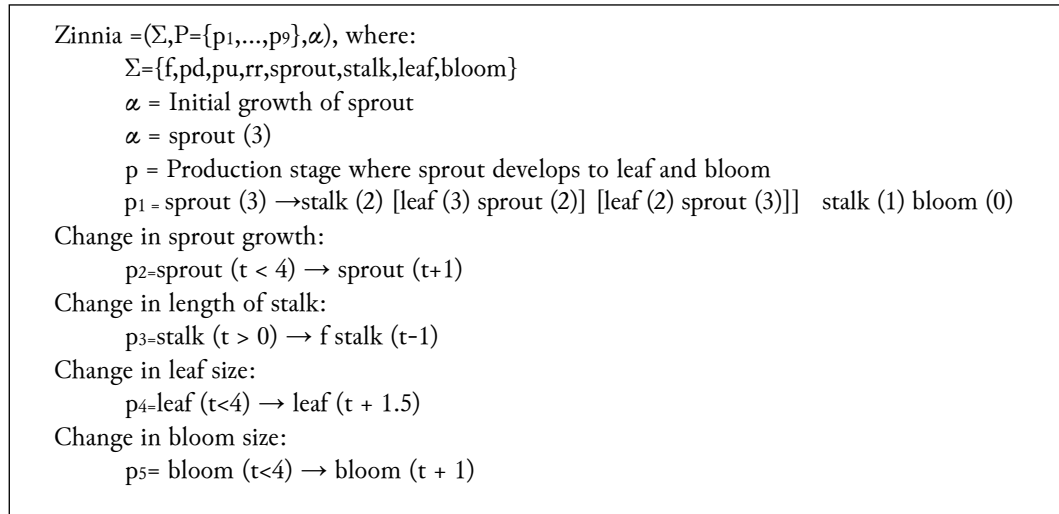 Zinnia =(Σ,P={p1,...,p9},α), where:
Σ={f,pd,pu,rr,sprout,stalk,leaf,bloom}
α = Initial growth of sprout
α = sprout (3)
p = Production stage where sprout develops to leaf and bloom
p1 = sprout (3) →stalk (2) [leaf (3) sprout (2)] [leaf (2) sprout (3)]] stalk (1) bloom (0)
Change in sprout growth:
p2=sprout (t < 4) → sprout (t+1)
Change in length of stalk:
p3=stalk (t > 0) → f stalk (t-1)
Change in leaf size:
p4=leaf (t<4) → leaf (t + 1.5)
Change in bloom size:
p5= bloom (t<4) → bloom (t + 1)